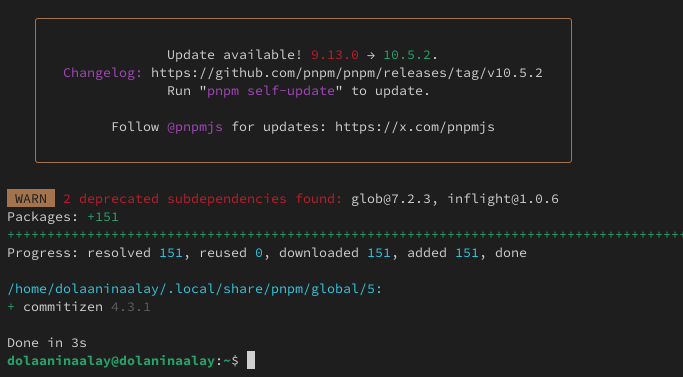 Update available! 9.13.0 → 10.5.2.
Changelog: https://github.com/pnpm/pnpm/releases/tag/v10.5.2
Run "pnpm self-update" to update.
Follow @pnpmjs for updates: https://x.com/pnpmjs
WARN 2 deprecated subdependencies found: glob@7.2.3, inflight@1.0.6
Packages: +151
++++++++++++++++++++++++++++++++++++++++++++++++++++++++++++++++++++++++++++++++++++
Progress: resolved 151, reused 0, downloaded 151, added 151, done
/home/dolaaninaalay/.local/share/pnpm/global/5:
+ commitizen 4.3.1
Done in 3s
dolaaninaalay@dolaninaalay:~$